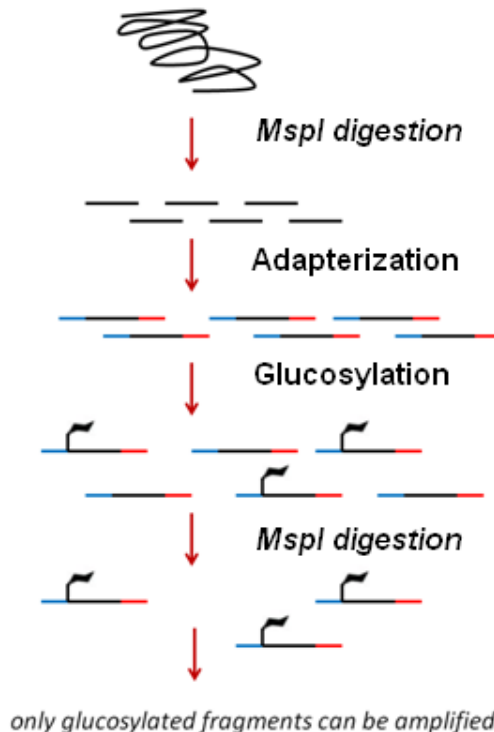 MspI digestion
Adapterization
Glucosylation
MspI digestion
only glucosylated fragments can be amplified